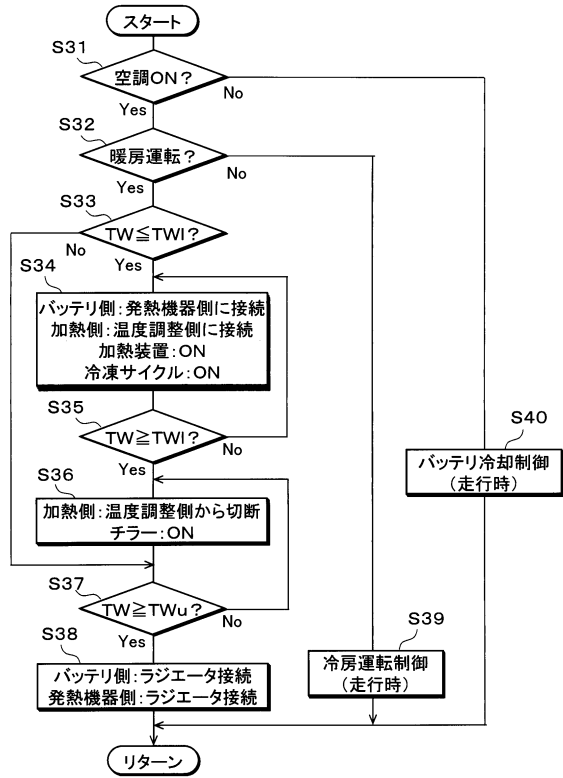 スタート
S31
空調ON?
No
Yes
S32
暖房運転?
No
Yes
S33
TW≦TWl?
No
Yes
S34
バッテリ側:発熱機器側に接続
加熱側:温度調整側に接続
加熱装置:ON
冷凍サイクル:ON
S35
TW≧TWl?
No
Yes
S36
加熱側:温度調整側から切断
チラー:ON
S37
TW≧TWu?
No
Yes
S38
バッテリ側:ラジエータ接続
発熱機器側:ラジエータ接続
S39
冷房運転制御
(走行時)
S40
バッテリ冷却制御
(走行時)
リターン